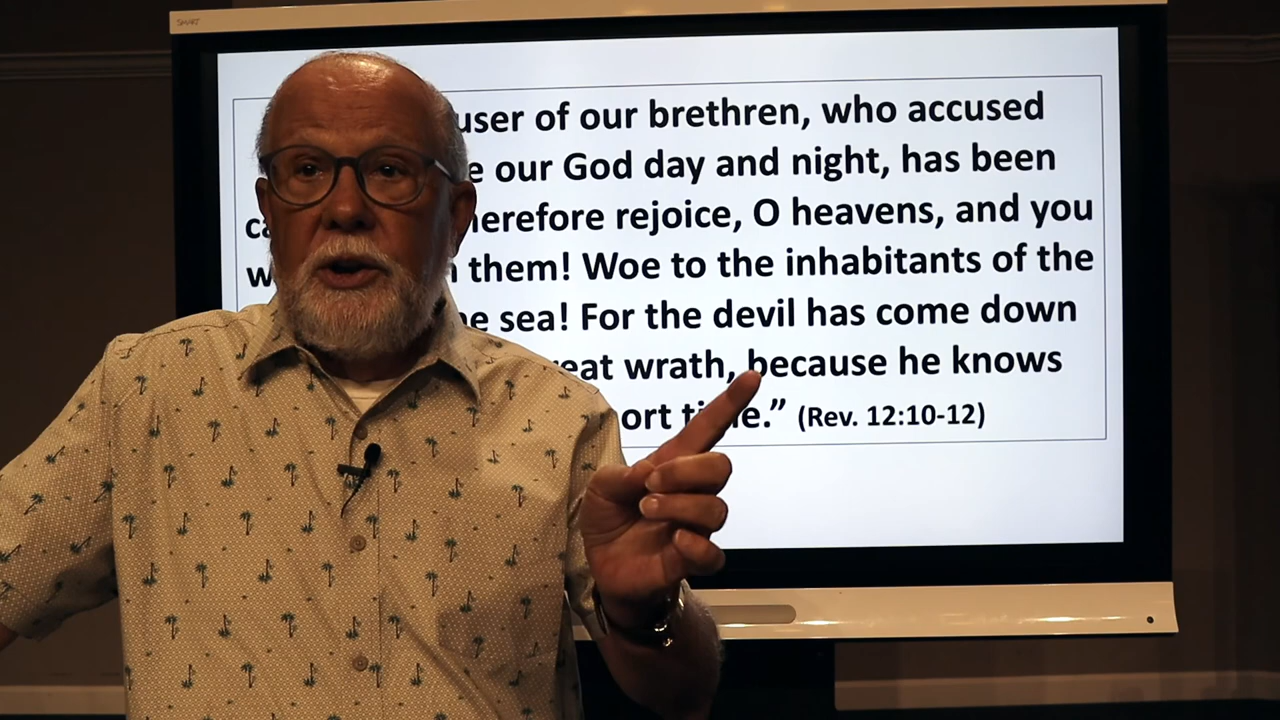 SMART
user of our brethren, who accused
e our God day and night, has been
ca herefore rejoice, O heavens, and you
w them! Woe to the inhabitants of the
e sea! For the devil has come down
eat wrath, because he knows
ort time.” (Rev. 12:10-12)